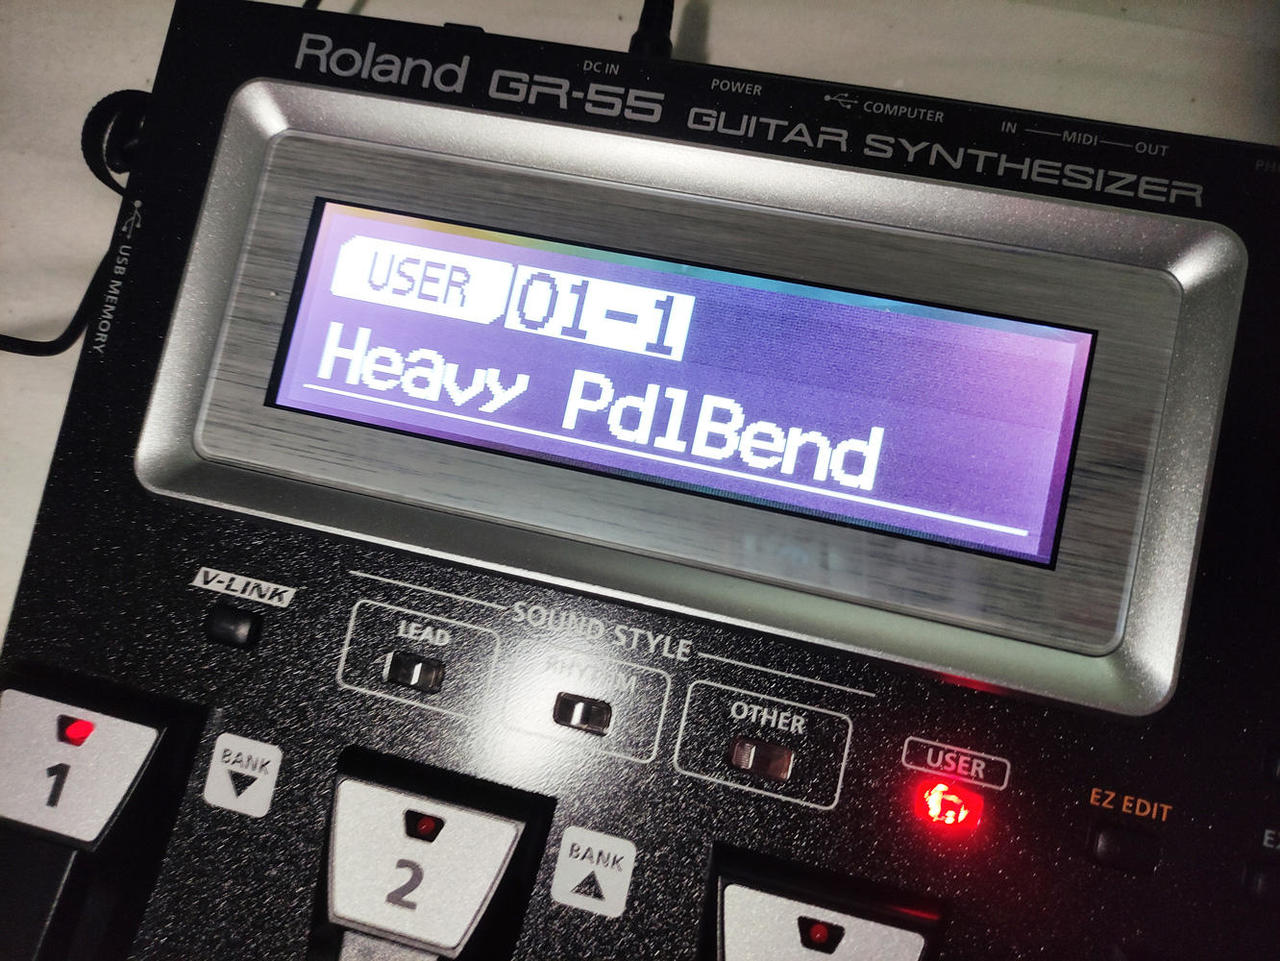 Roland GR-55 GUITAR SYNTHESIZER
DC IN
POWER
COMPUTER
IN MIDI OUT
USB MEMORY
USER 01-1
Heavy PdlBend
V-LINK
SOUND STYLE
LEAD
RHYTHM
OTHER
USER
EZ EDIT
1
BANK
2
BANK